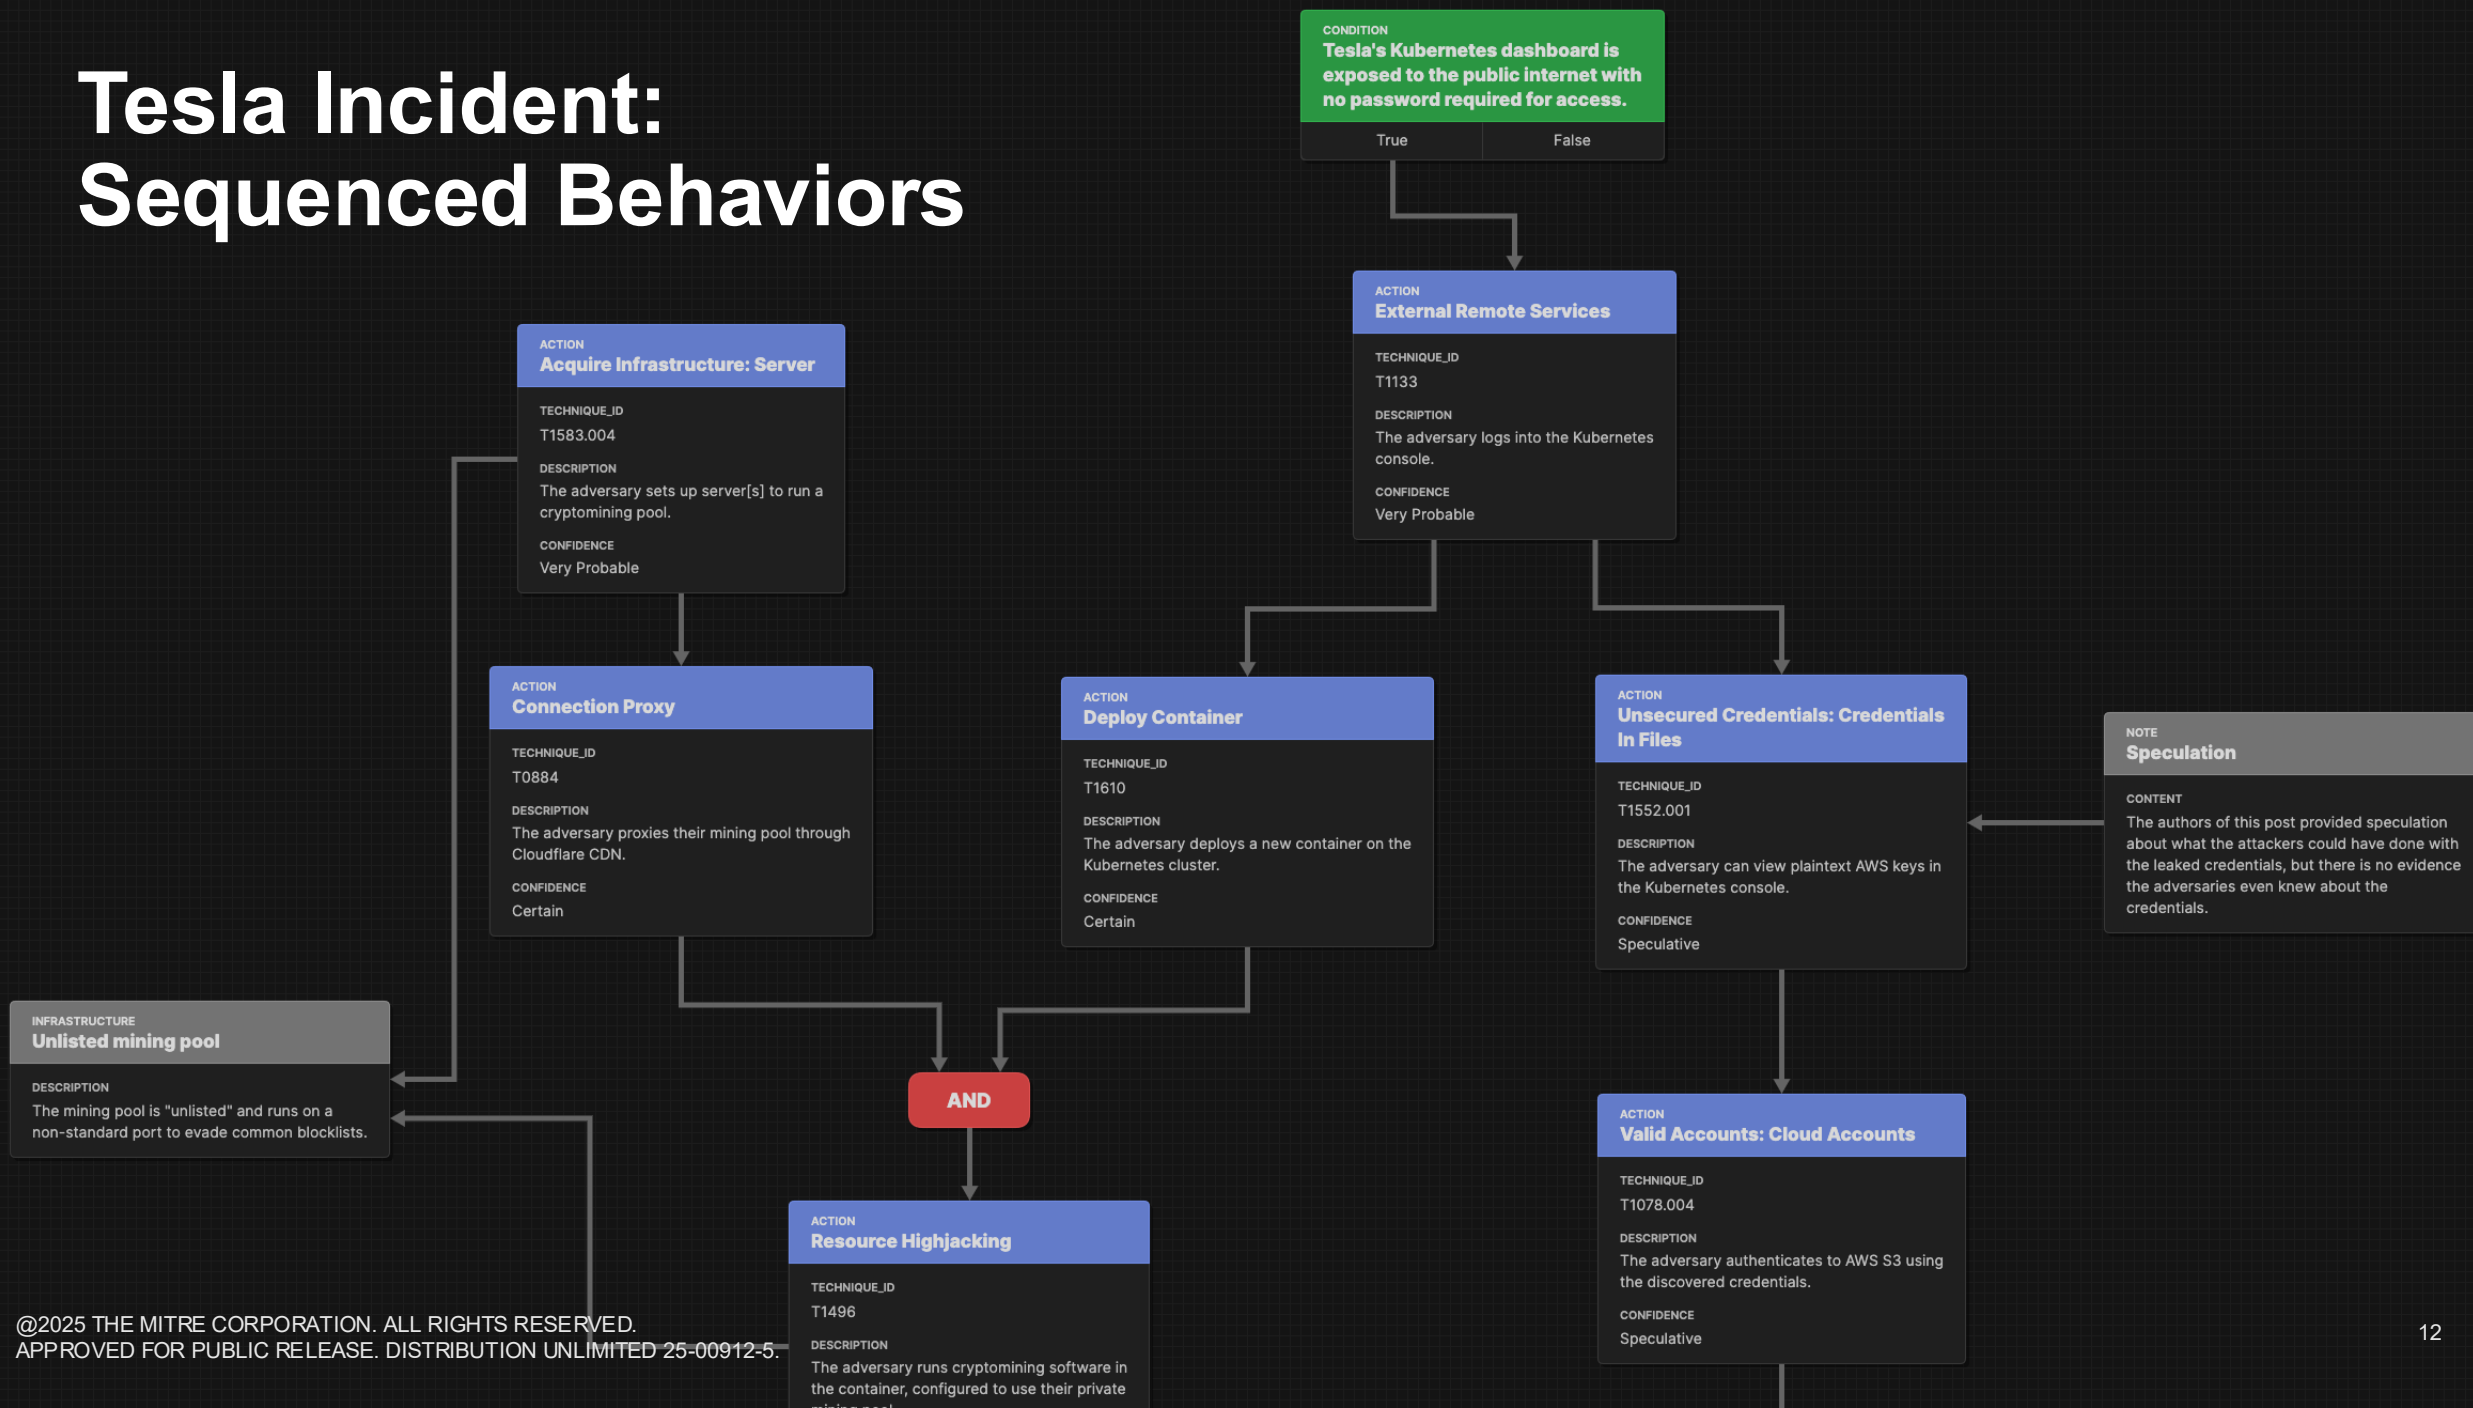 Tesla Incident:
Sequenced Behaviors
CONDITION
Tesla's Kubernetes dashboard is
exposed to the public internet with
no password required for access.
True
False
ACTION
External Remote Services
TECHNIQUE_ID
T1133
DESCRIPTION
The adversary logs into the Kubernetes
console.
CONFIDENCE
Very Probable
ACTION
Acquire Infrastructure: Server
TECHNIQUE_ID
T1583.004
DESCRIPTION
The adversary sets up server[s] to run a
cryptomining pool.
CONFIDENCE
Very Probable
ACTION
Connection Proxy
TECHNIQUE_ID
T0884
DESCRIPTION
The adversary proxies their mining pool through
Cloudflare CDN.
CONFIDENCE
Certain
ACTION
Deploy Container
TECHNIQUE_ID
T1610
DESCRIPTION
The adversary deploys a new container on the
Kubernetes cluster.
CONFIDENCE
Certain
ACTION
Unsecured Credentials: Credentials
In Files
TECHNIQUE_ID
T1552.001
DESCRIPTION
The adversary can view plaintext AWS keys in
the Kubernetes console.
CONFIDENCE
Speculative
NOTE
Speculation
CONTENT
The authors of this post provided speculation
about what the attackers could have done with
the leaked credentials, but there is no evidence
the adversaries even knew about the
credentials.
INFRASTRUCTURE
Unlisted mining pool
DESCRIPTION
The mining pool is "unlisted" and runs on a
non-standard port to evade common blocklists.
AND
ACTION
Valid Accounts: Cloud Accounts
TECHNIQUE_ID
T1078.004
DESCRIPTION
The adversary authenticates to AWS S3 using
the discovered credentials.
CONFIDENCE
Speculative
ACTION
Resource Highjacking
TECHNIQUE_ID
T1496
DESCRIPTION
The adversary runs cryptomining software in
the container, configured to use their private
@2025 THE MITRE CORPORATION. ALL RIGHTS RESERVED.
APPROVED FOR PUBLIC RELEASE. DISTRIBUTION UNLIMITED 25-00912-5.
12